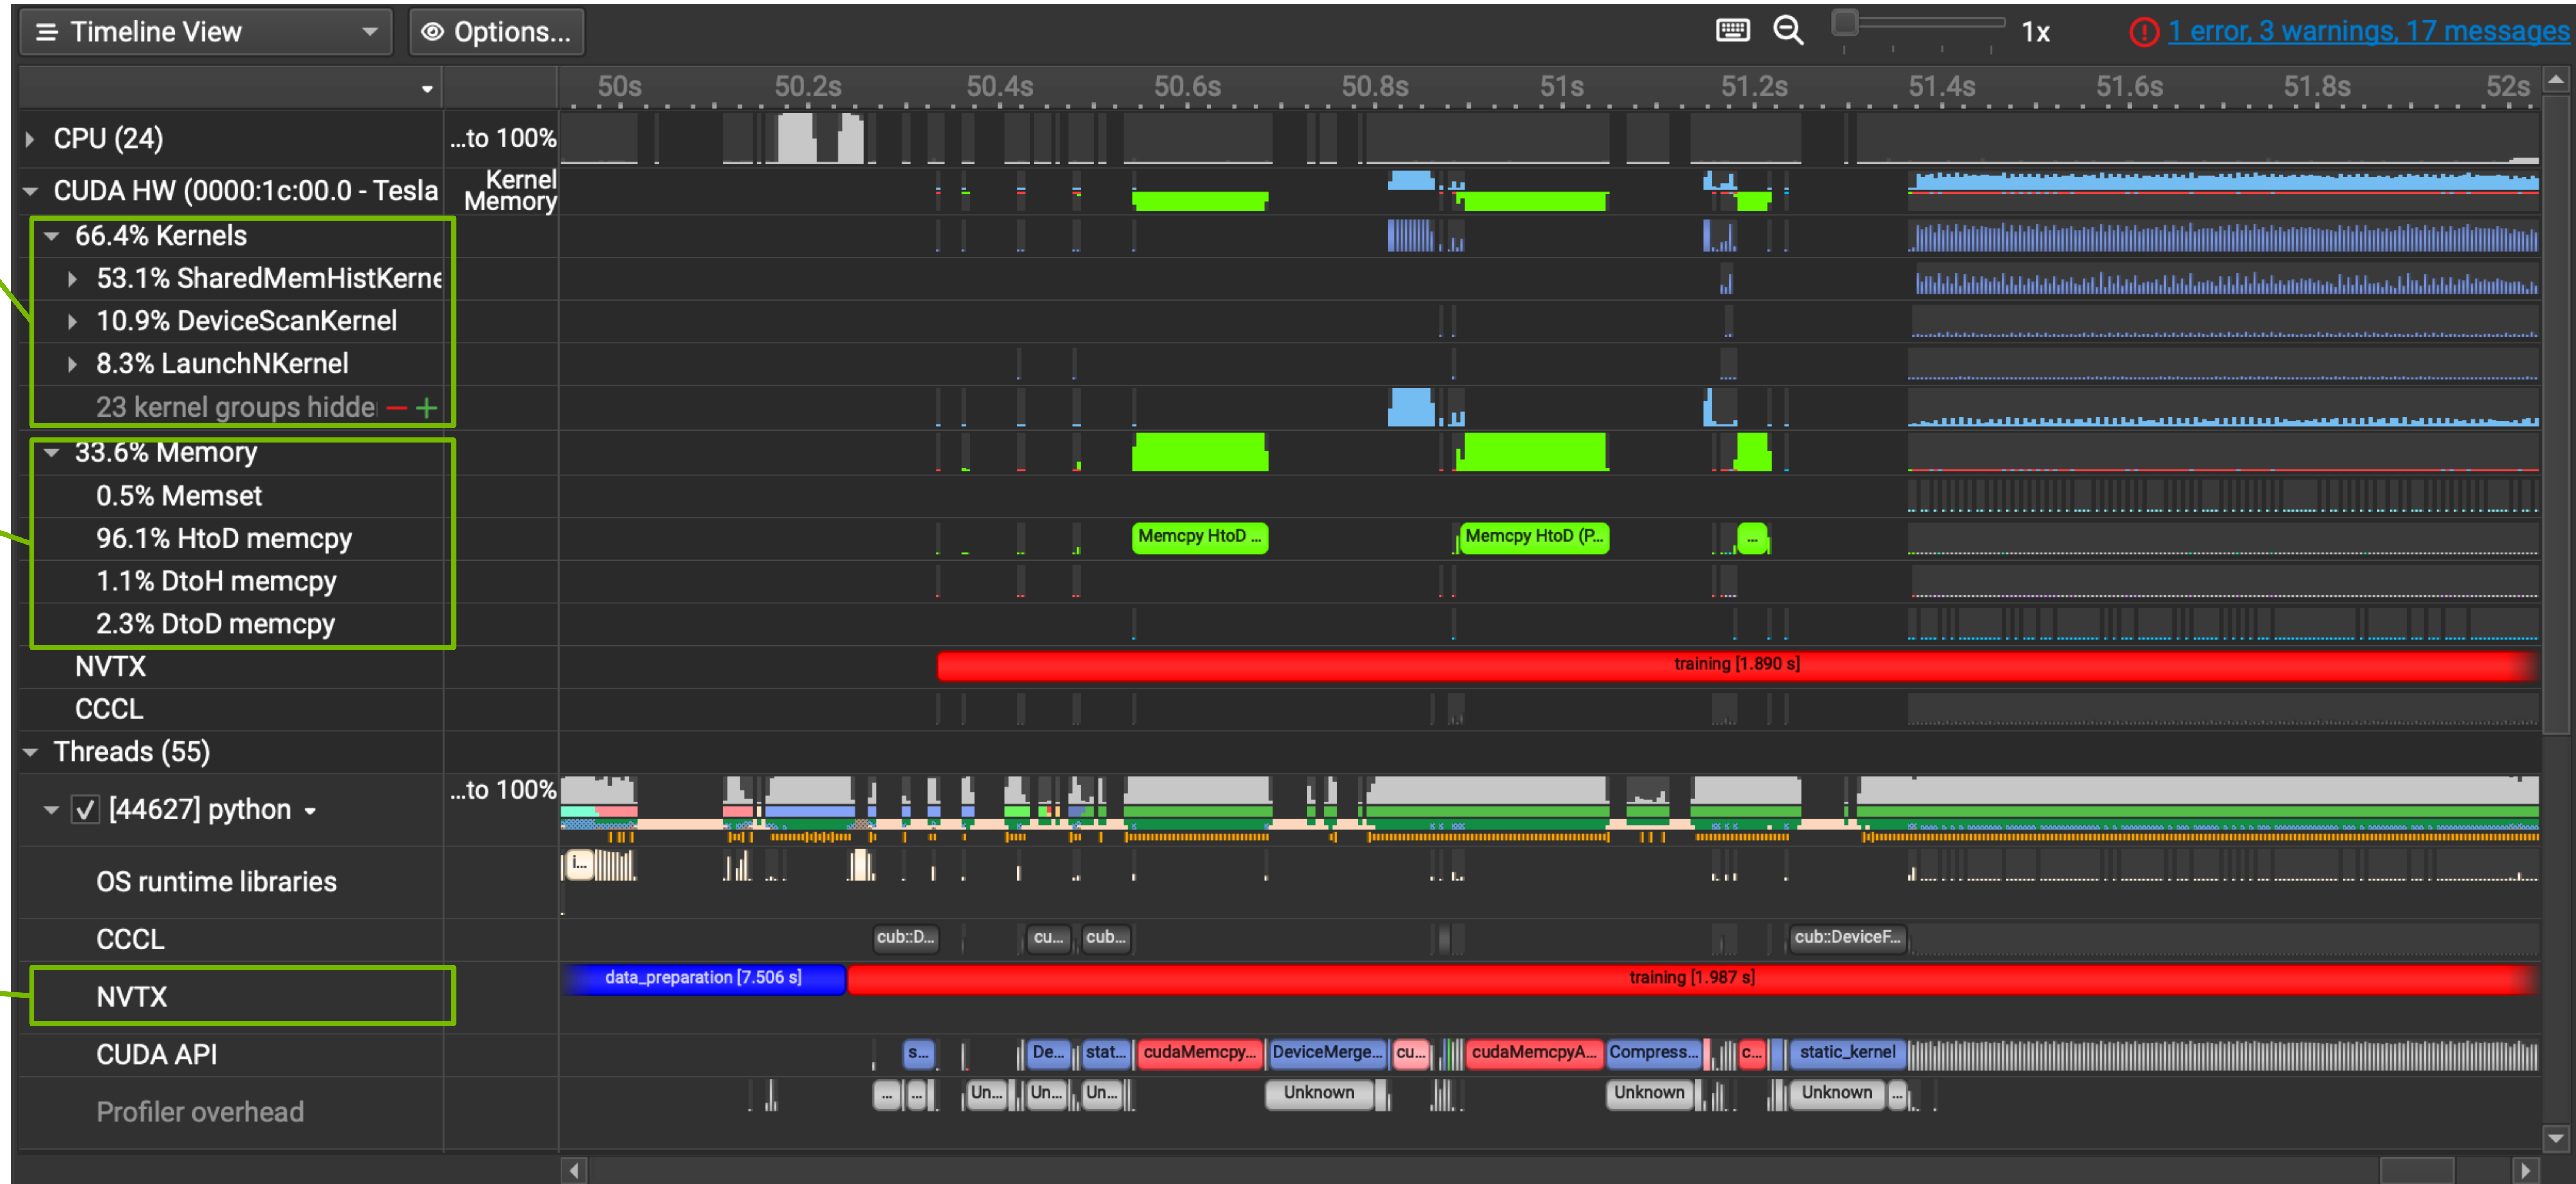 Timeline View Options... 1x 1 error, 3 warnings, 17 messages
50s 50.2s 50.4s 50.6s 50.8s 51s 51.2s 51.4s 51.6s 51.8s 52s
CPU (24) ...to 100%
CUDA HW (0000:1c:00.0 - Tesla Kernel
Memory
66.4% Kernels
53.1% SharedMemHistKerne
10.9% DeviceScanKernel
8.3% LaunchNKernel
23 kernel groups hidde
33.6% Memory
0.5% Memset
96.1% HtoD memcpy Memcpy HtoD ... Memcpy HtoD (P... ...
1.1% DtoH memcpy
2.3% DtoD memcpy
NVTX training [1.890 s]
CCCL
Threads (55)
[44627] python ...to 100%
OS runtime libraries i...
CCCL cub::D... cu... cub... cub::DeviceF...
NVTX data_preparation [7.506 s] training [1.987 s]
CUDA API s... De... stat... cudaMemcpy... DeviceMerge... cu... cudaMemcpyA... Compress... c... static_kernel
Profiler overhead ... ... Un... Un... Un... Unknown Unknown Unknown ...